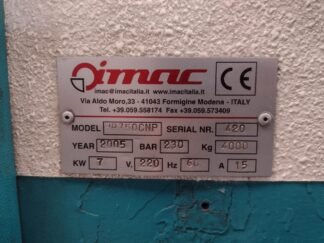 imac CE
imac@imacitalia.it www.imacitalia.it
Via Aldo Moro,33 - 41043 Formigine Modena - ITALY
Tel. +39.059.558174 Fax +39.059.573409
MODEL SERIAL NR. 420
YEAR 2005 BAR 230 Kg 4000
KW 7 V. 220 Hz 60 A 15